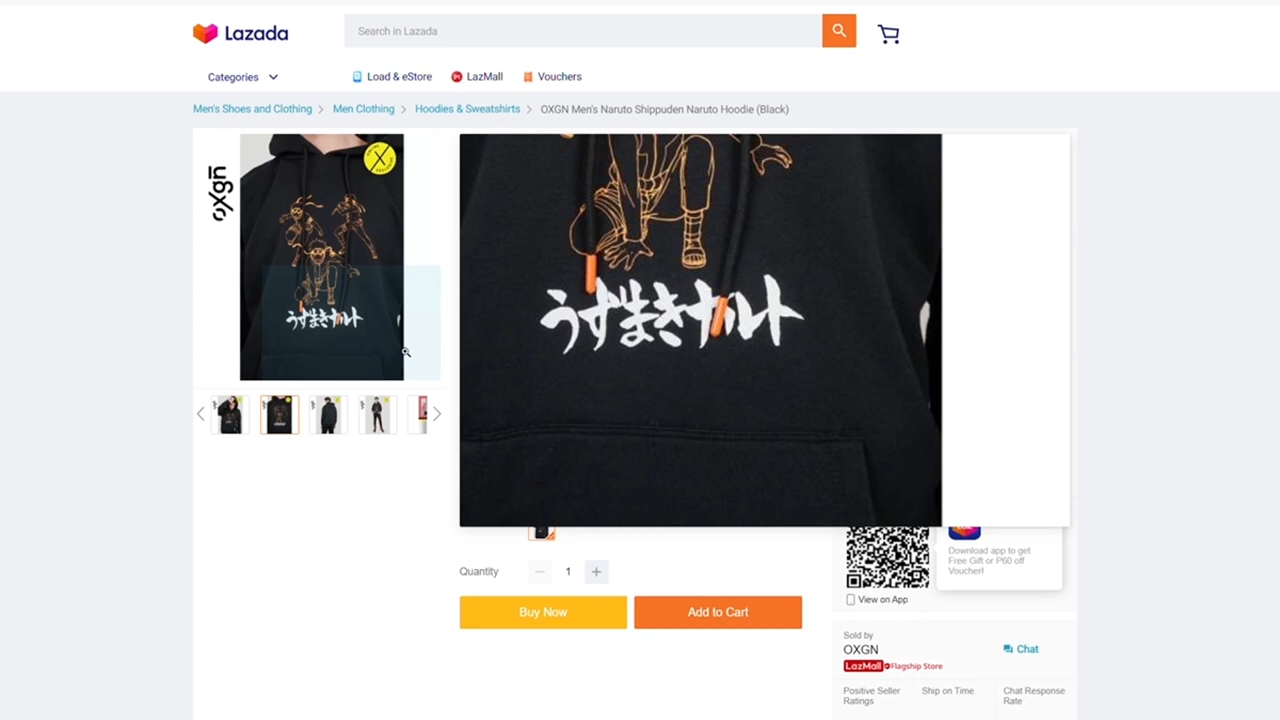 Lazada
Search in Lazada
Categories
Load & eStore
LazMall
Vouchers
Men's Shoes and Clothing
Men Clothing
Hoodies & Sweatshirts
OXGN Men's Naruto Shippuden Naruto Hoodie (Black)
oxgn
うずまきナルト
うずまきナルト
Quantity
1
Buy Now
Add to Cart
Download app to get
Free Gift or P60 off
Voucher!
View on App
Sold by
OXGN
Chat
LazMall Flagship Store
Positive Seller
Ratings
Ship on Time
Chat Response
Rate